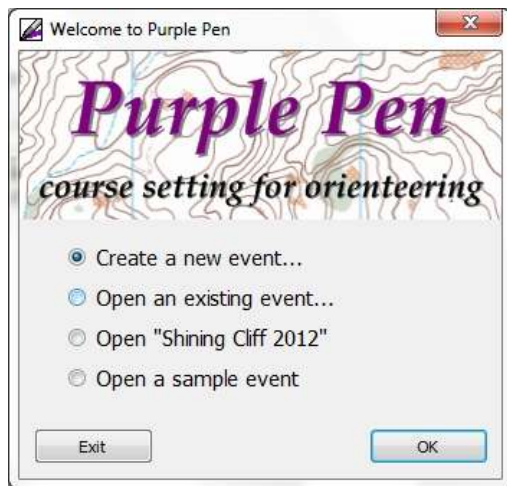 Welcome to Purple Pen
Purple Pen
course setting for orienteering
Create a new event...
Open an existing event...
Open "Shining Cliff 2012"
Open a sample event
Exit
OK